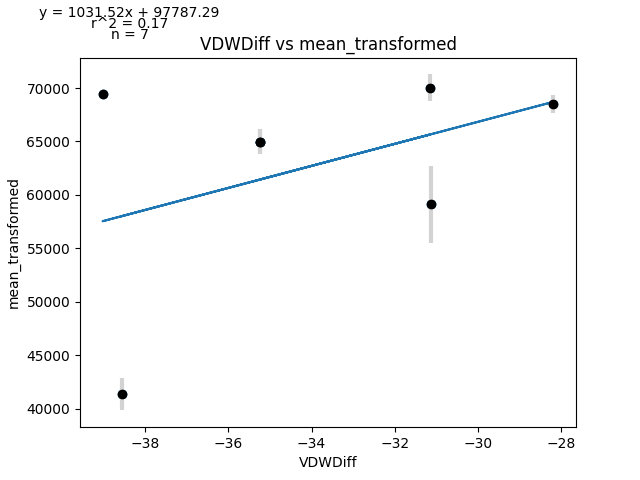 y = 1031.52x + 97787.29
r^2 = 0.17
n = 7
VDWDiff vs mean_transformed
70000
65000
60000
55000
50000
45000
40000
mean_transformed
−38
−36
−34
−32
−30
−28
VDWDiff